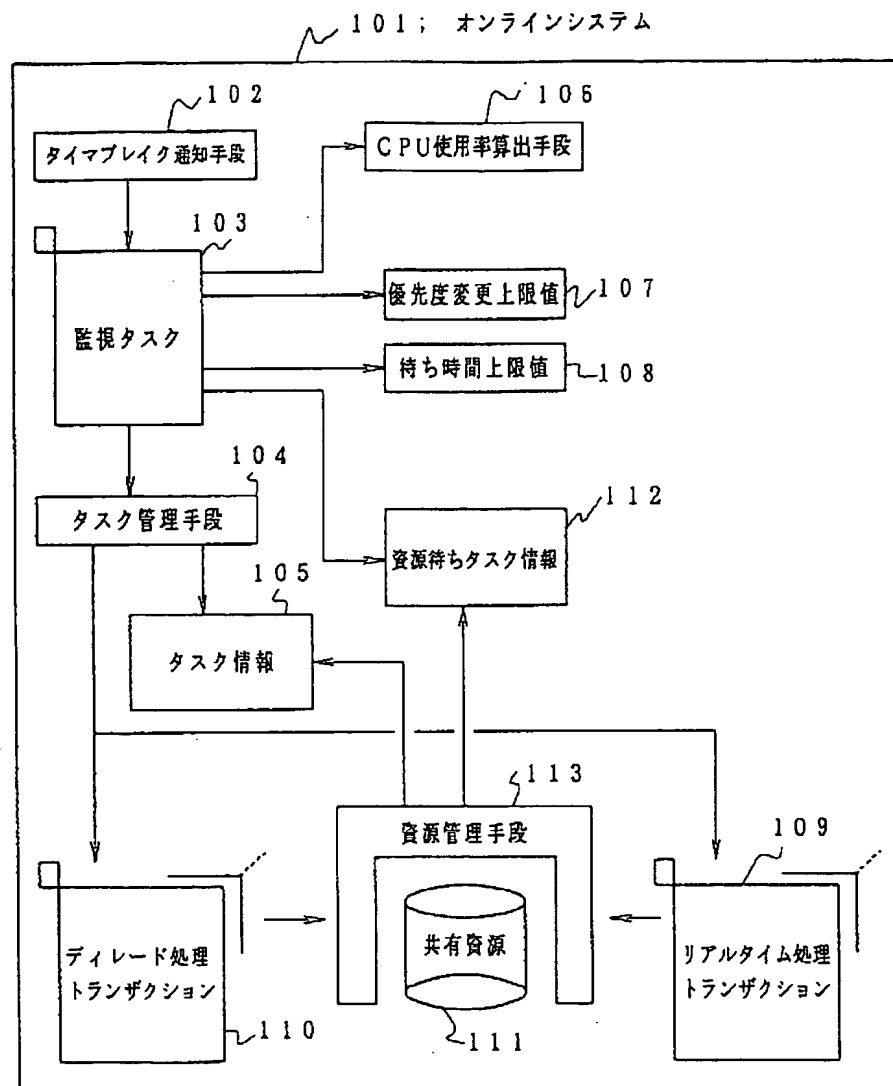 101; オンラインシステム
102
タイマブレイク通知手段
106
CPU使用率算出手段
103
監視タスク
優先度変更上限値
107
待ち時間上限値
108
104
タスク管理手段
112
資源待ちタスク情報
105
タスク情報
113
資源管理手段
109
共有資源
111
ディレード処理
トランザクション
110
リアルタイム処理
トランザクション